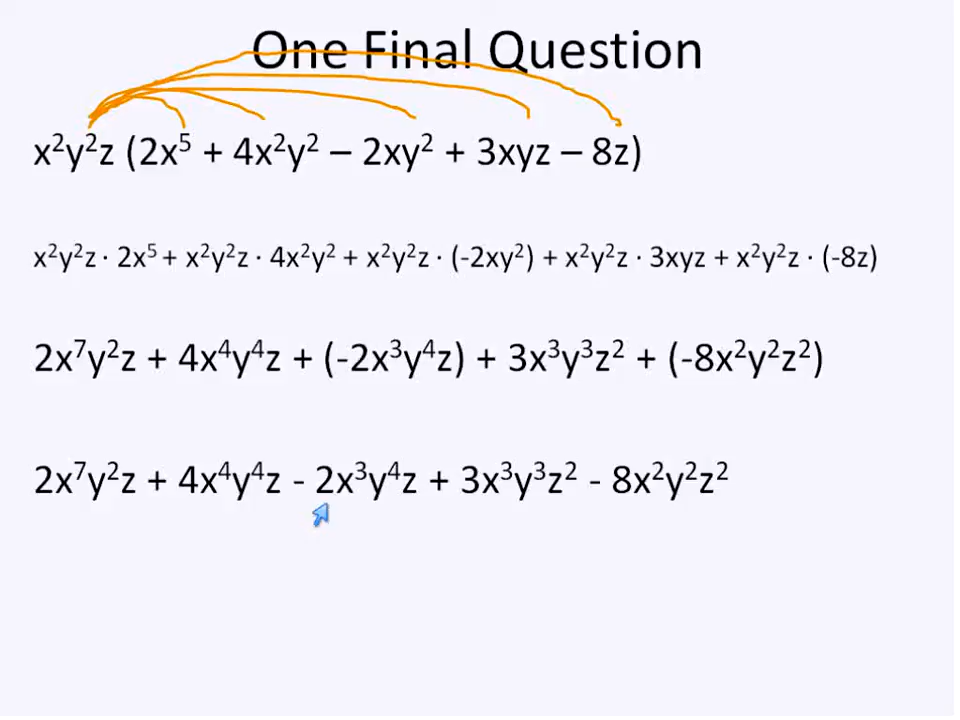 One Final Question
x²y²z (2x⁵ + 4x²y² – 2xy² + 3xyz – 8z)
x²y²z · 2x⁵ + x²y²z · 4x²y² + x²y²z · (-2xy²) + x²y²z · 3xyz + x²y²z · (-8z)
2x⁷y²z + 4x⁴y⁴z + (-2x³y⁴z) + 3x³y³z² + (-8x²y²z²)
2x⁷y²z + 4x⁴y⁴z - 2x³y⁴z + 3x³y³z² - 8x²y²z²